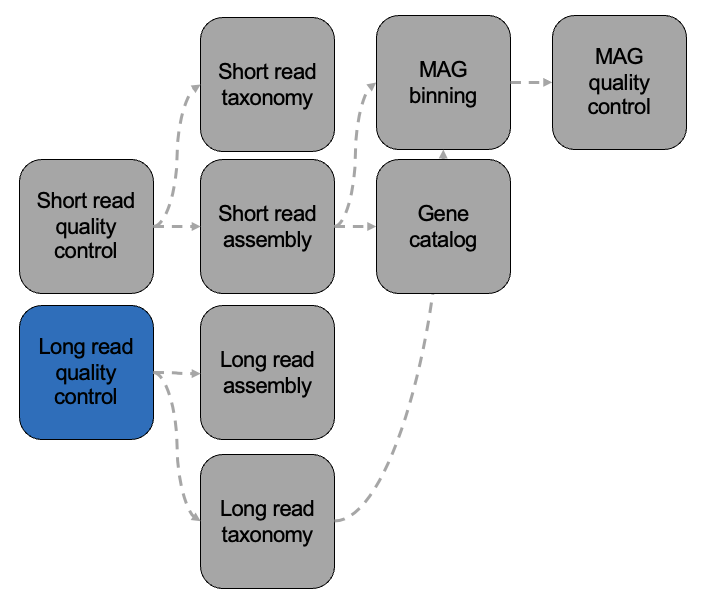 Short read
taxonomy
MAG
binning
MAG
quality
control
Short read
quality
control
Short read
assembly
Gene
catalog
Long read
quality
control
Long read
assembly
Long read
taxonomy